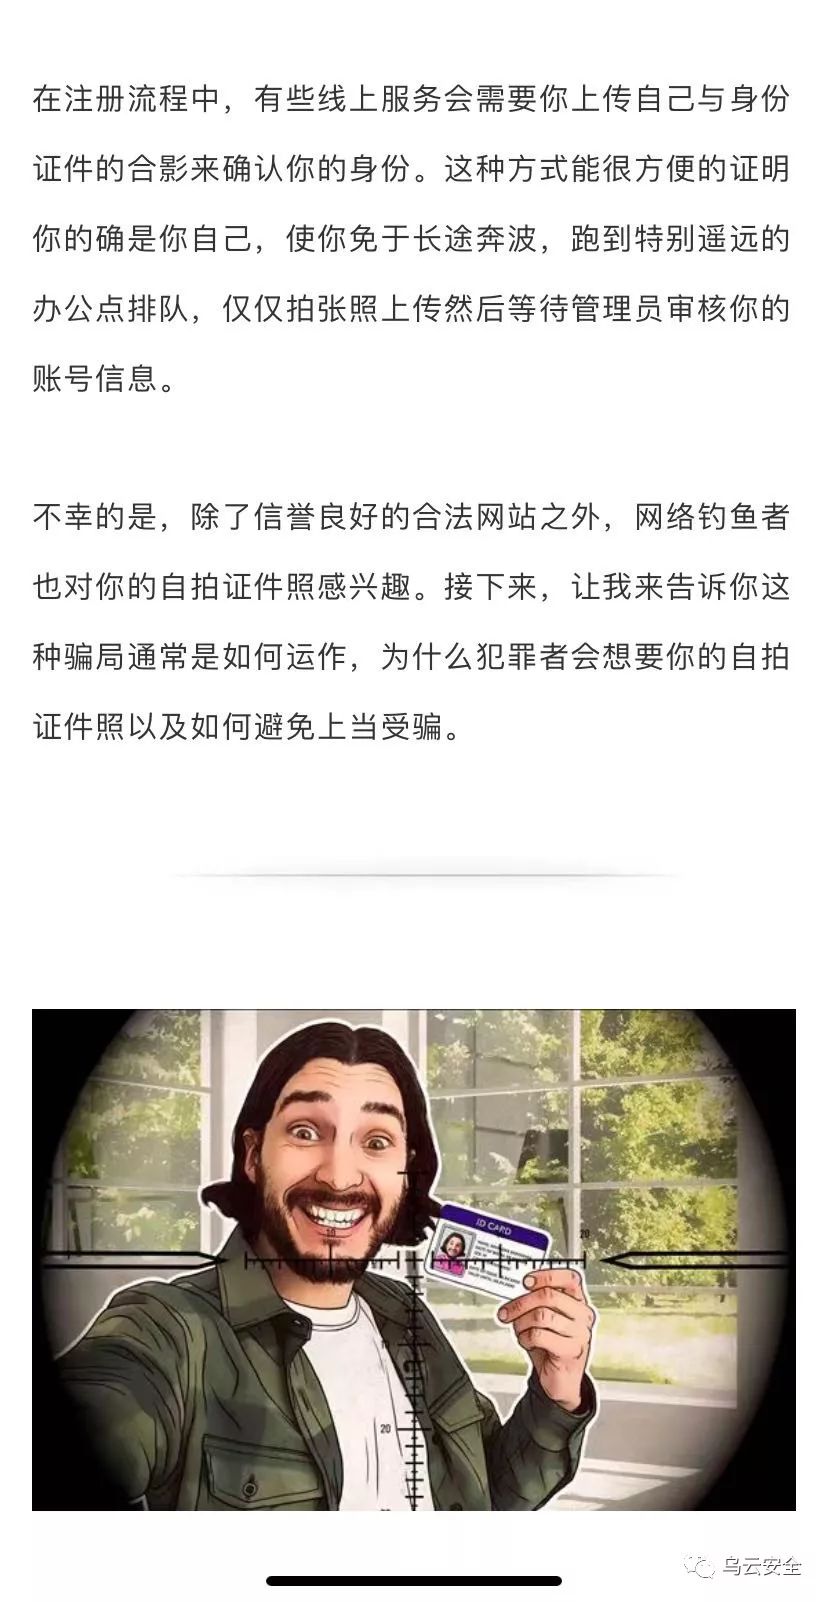 在注册流程中，有些线上服务会需要你上传自己与身份
证件的合影来确认你的身份。这种方式能很方便的证明
你的确是你自己，使你免于长途奔波，跑到特别遥远的
办公点排队，仅仅拍张照上传然后等待管理员审核你的
账号信息。
不幸的是，除了信誉良好的合法网站之外，网络钓鱼者
也对你的自拍证件照感兴趣。接下来，让我来告诉你这
种骗局通常是如何运作，为什么犯罪者会想要你的自拍
证件照以及如何避免上当受骗。
ID CARD
10
20
20
乌云安全